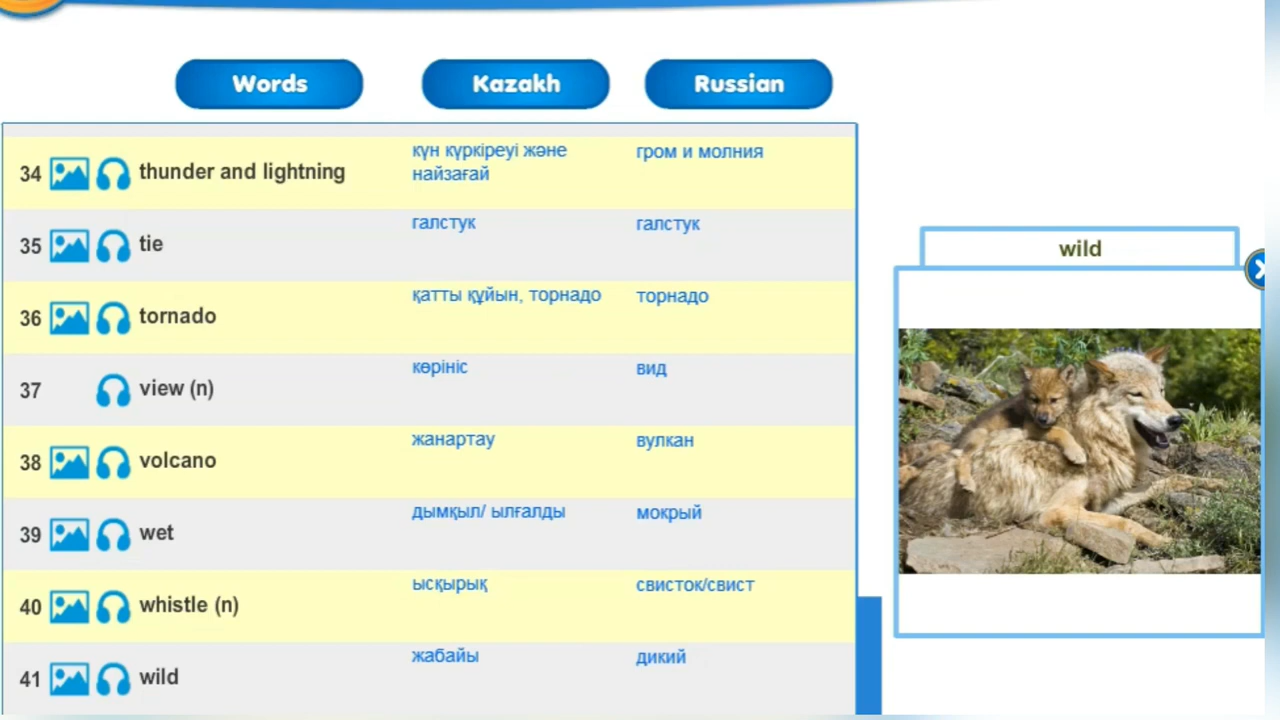 Words Kazakh Russian
34 thunder and lightning күн күркіреуі және найзағай гром и молния
35 tie галстук галстук
36 tornado қатты құйын, торнадо торнадо
37 view (n) көрініс вид
38 volcano жанартау вулкан
39 wet дымқыл/ ылғалды мокрый
40 whistle (n) ысқырық свисток/свист
41 wild жабайы дикий
wild